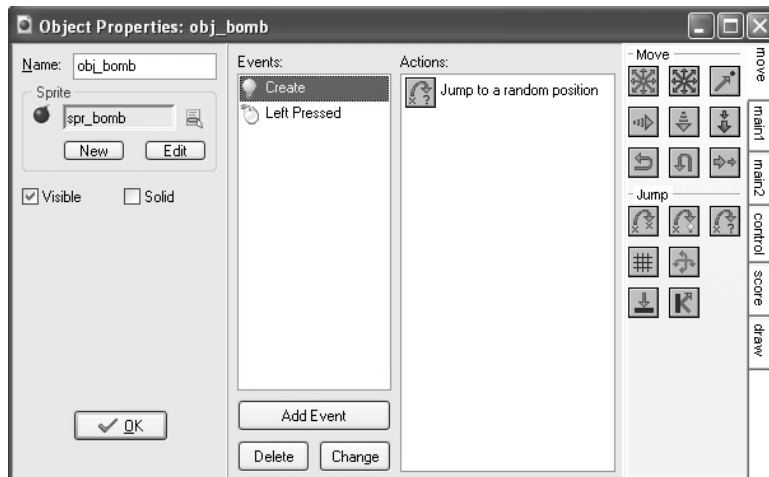 Object Properties: obj_bomb
Name: obj_bomb
Sprite
spr_bomb
New Edit
Visible Solid
OK
Events:
Create
Left Pressed
Add Event
Delete Change
Actions:
Jump to a random position
Move
Jump
move
main1
main2
control
score
draw